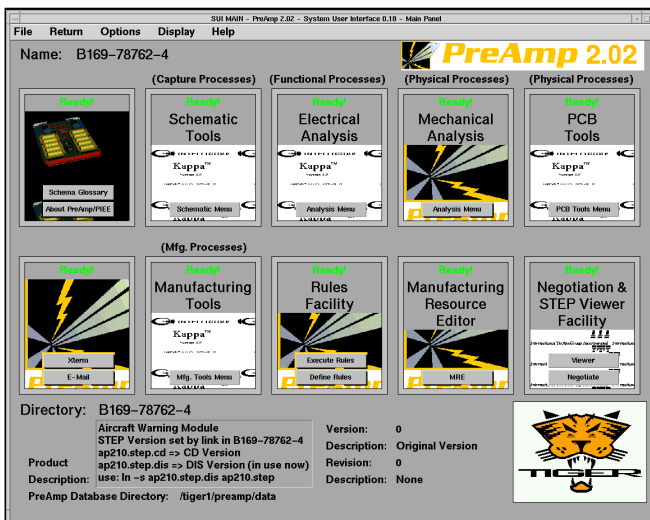 SUI MAIN - PreAmp 2.02 - System User Interface 0.18 - Main Panel
File Return Options Display Help
Name: B169-78762-4
PreAmp 2.02
(Capture Processes) (Functional Processes) (Physical Processes) (Physical Processes)
Ready! Ready! Ready! Ready! Ready!
Schematic Tools
Electrical Analysis
Mechanical Analysis
PCB Tools
Kappa™ Kappa™ Kappa™
Schema Glossary
About PreAmp/PIEE
Schematic Menu
Analysis Menu
Analysis Menu
PCB Tools Menu
(Mfg. Processes)
Ready! Ready! Ready! Ready! Ready!
Manufacturing Tools
Rules Facility
Manufacturing Resource Editor
Negotiation & STEP Viewer Facility
Kappa™
Xterm
E-Mail
Mfg. Tools Menu
Execute Rules
Define Rules
MRE
Viewer
Negotiate
Directory: B169-78762-4
Product Description:
Aircraft Warning Module
STEP Version set by link in B169-78762-4
ap210.step.cd => CD Version
ap210.step.dis => DIS Version (in use now)
use: ln -s ap210.step.dis ap210.step
Version: 0
Description: Original Version
Revision: 0
Description: None
TIGER
PreAmp Database Directory: /tiger1/preamp/data